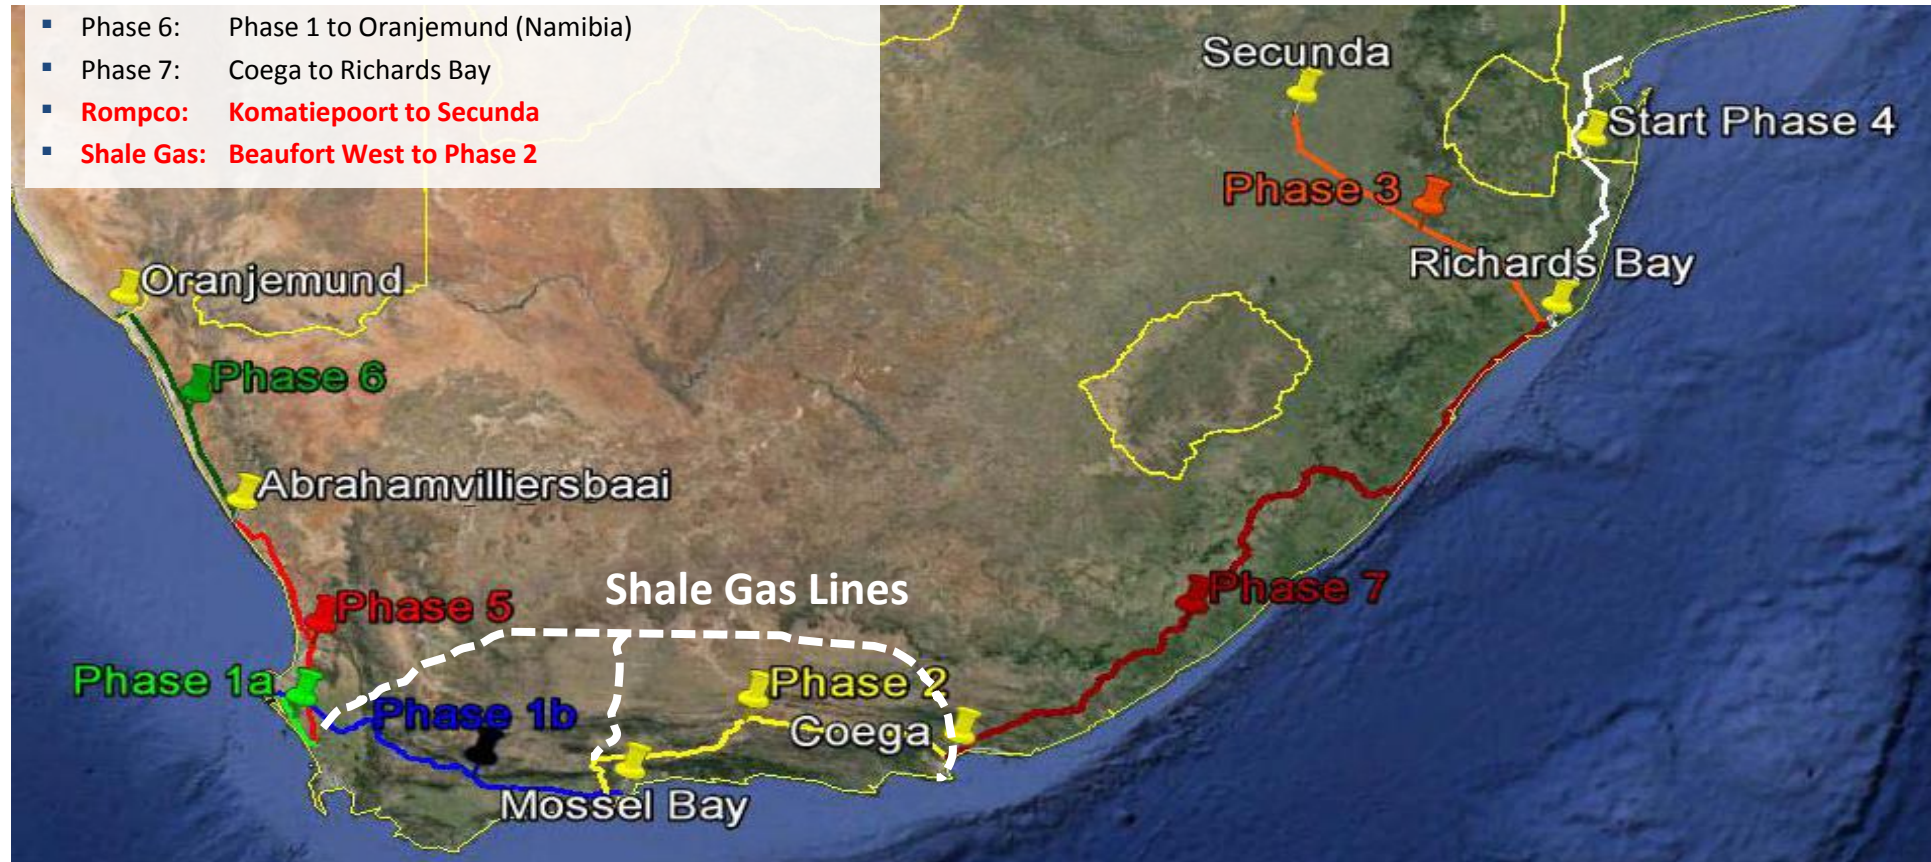 ▪ Phase 6: Phase 1 to Oranjemund (Namibia)
▪ Phase 7: Coega to Richards Bay
▪ Rompco: Komatiepoort to Secunda
▪ Shale Gas: Beaufort West to Phase 2
Secunda
Start Phase 4
Phase 3
Richards Bay
Oranjemund
Phase 6
Abrahamvilliersbaai
Shale Gas Lines
Phase 7
Phase 5
Phase 1a
Phase 2
Phase 1b
Coega
Mossel Bay